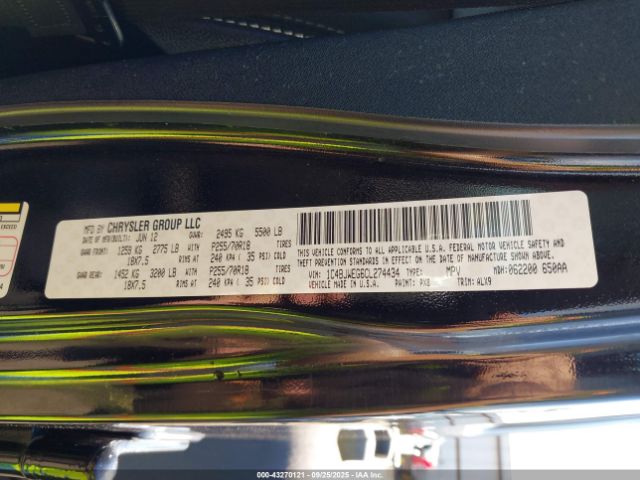 MFD BY CHRYSLER GROUP LLC
DATE OF MFR/BUILT: JUN 12 GVWR: 2495 KG 5500 LB
GAWR FRONT: 1259 KG 2775 LB WITH P255/70R18 TIRES
18X7.5 RIMS AT 240 KPA ( 35 PSI) COLD
GAWR REAR: 1452 KG 3200 LB WITH P255/70R18 TIRES
18X7.5 RIMS AT 240 KPA ( 35 PSI) COLD
THIS VEHICLE CONFORMS TO ALL APPLICABLE U.S.A. FEDERAL MOTOR VEHICLE SAFETY AND
THEFT PREVENTION STANDARDS IN EFFECT ON THE DATE OF MANUFACTURE SHOWN ABOVE.
VIN: 1C4BJWEG6CL274434 TYPE: MPV MDH: 062200 650AA
VEHICLE MADE IN U.S.A. PAINT: PX8 TRIM: ALX9
000-43270121 | 09/25/2025 | IAAI.COM